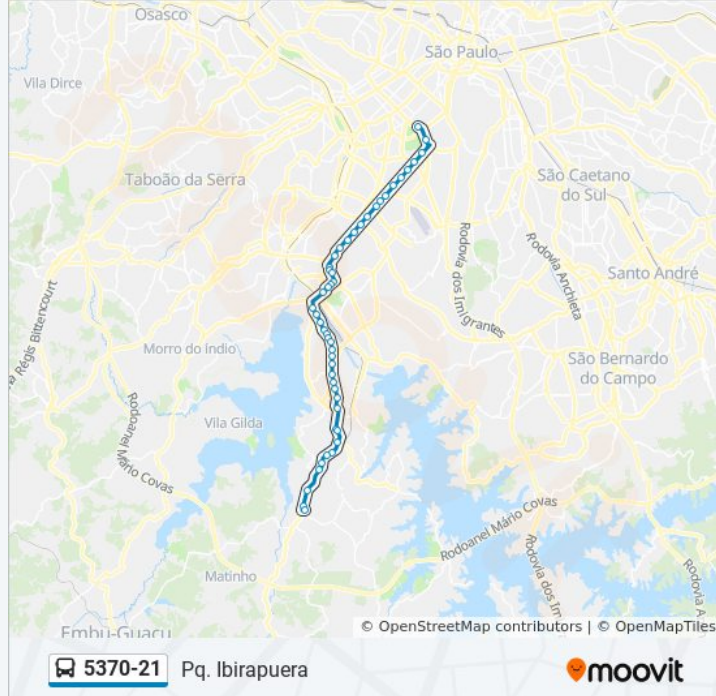 Osasco
São Paulo
Vila Dirce
Taboão da Serra
São Caetano
do Sul
Rodovia dos Imigrantes
Rodovia Anchieta
Santo André
Régis Bittencourt
Morro do Índio
São Bernardo
do Campo
Vila Gilda
Rodoanel Mário Covas
Rodoanel Mário Covas
Matinho
Rodovia dos Im
Rodovia A
Embu-Guaçu
© OpenStreetMap contributors | © OpenMapTiles
5370-21 Pq. Ibirapuera
moovit